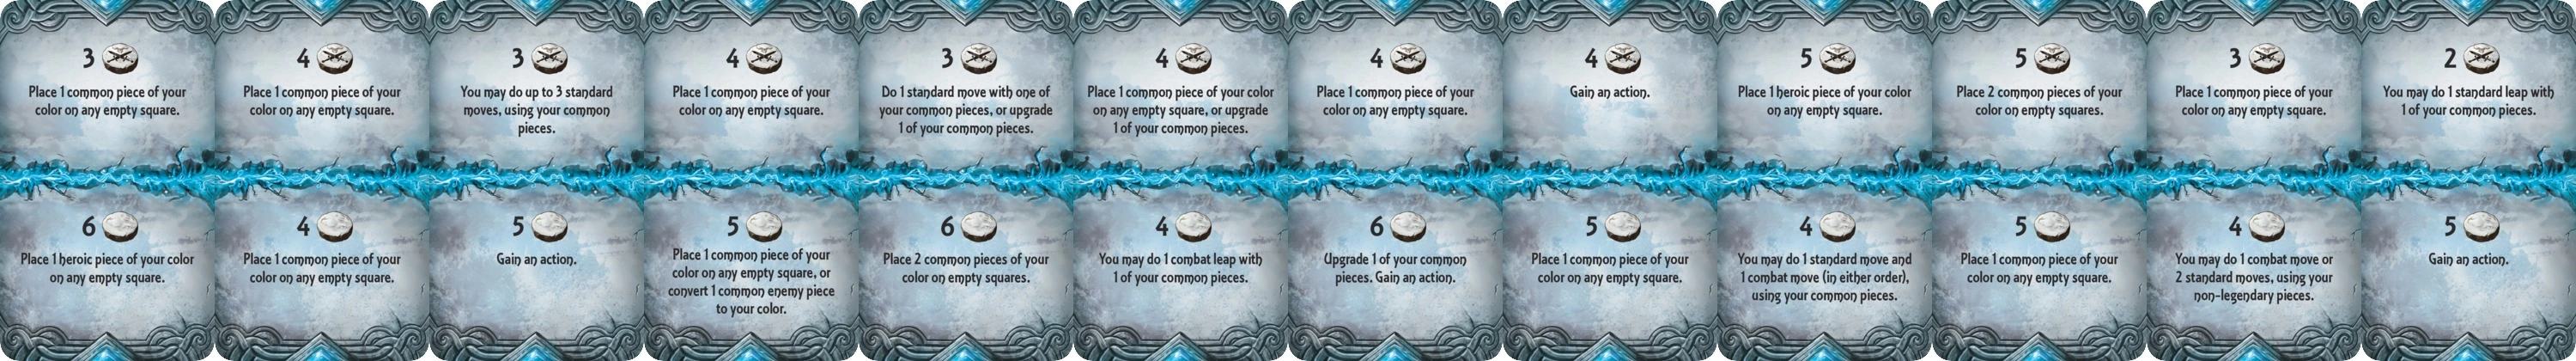 3
Place 1 common piece of your
color on any empty square.
6
Place 1 heroic piece of your color
on any empty square.
4
Place 1 common piece of your
color on any empty square.
4
Place 1 common piece of your
color on any empty square.
3
You may do up to 3 standard
moves, using your common
pieces.
5
Gain an action.
4
Place 1 common piece of your
color on any empty square.
5
Place 1 common piece of your
color on any empty square, or
convert 1 common enemy piece
to your color.
3
Do 1 standard move with one of
your common pieces, or upgrade
1 of your common pieces.
6
Place 2 common pieces of your
color on empty squares.
4
Place 1 common piece of your color
on any empty square, or upgrade
1 of your common pieces.
4
You may do 1 combat leap with
1 of your common pieces.
4
Place 1 common piece of your
color on any empty square.
6
Upgrade 1 of your common
pieces. Gain an action.
4
Gain an action.
5
Place 1 common piece of your
color on any empty square.
5
Place 1 heroic piece of your color
on any empty square.
4
You may do 1 standard move and
1 combat move (in either order),
using your common pieces.
5
Place 2 common pieces of your
color on empty squares.
5
Place 1 common piece of your
color on any empty square.
3
Place 1 common piece of your
color on any empty square.
4
You may do 1 combat move or
2 standard moves, using your
non-legendary pieces.
2
You may do 1 standard leap with
1 of your common pieces.
5
Gain an action.